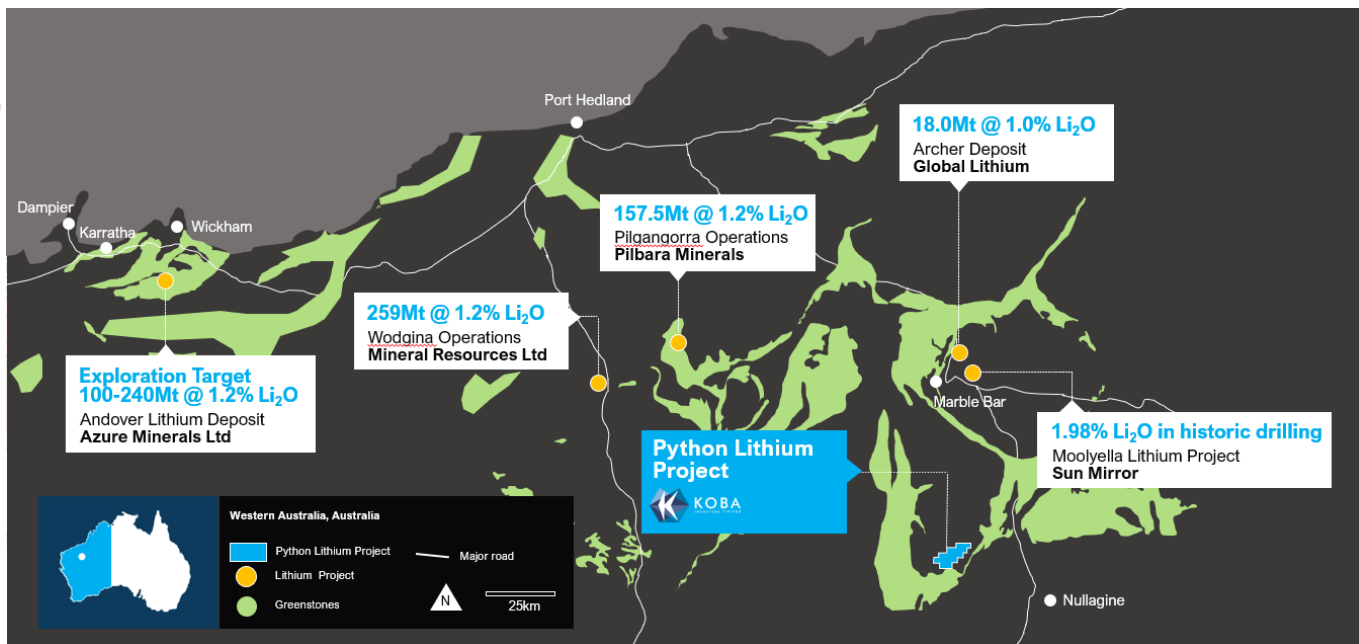 Port Hedland
Dampier
Karratha
Wickham
18.0Mt @ 1.0% Li₂O
Archer Deposit
Global Lithium
157.5Mt @ 1.2% Li₂O
Pilgangorra Operations
Pilbara Minerals
259Mt @ 1.2% Li₂O
Wodgina Operations
Mineral Resources Ltd
Exploration Target
100-240Mt @ 1.2% Li₂O
Andover Lithium Deposit
Azure Minerals Ltd
Marble Bar
1.98% Li₂O in historic drilling
Moolyella Lithium Project
Sun Mirror
Python Lithium
Project
KOBA
RESOURCES LIMITED
Nullagine
Western Australia, Australia
Python Lithium Project
Major road
Lithium Project
Greenstones
N
25km